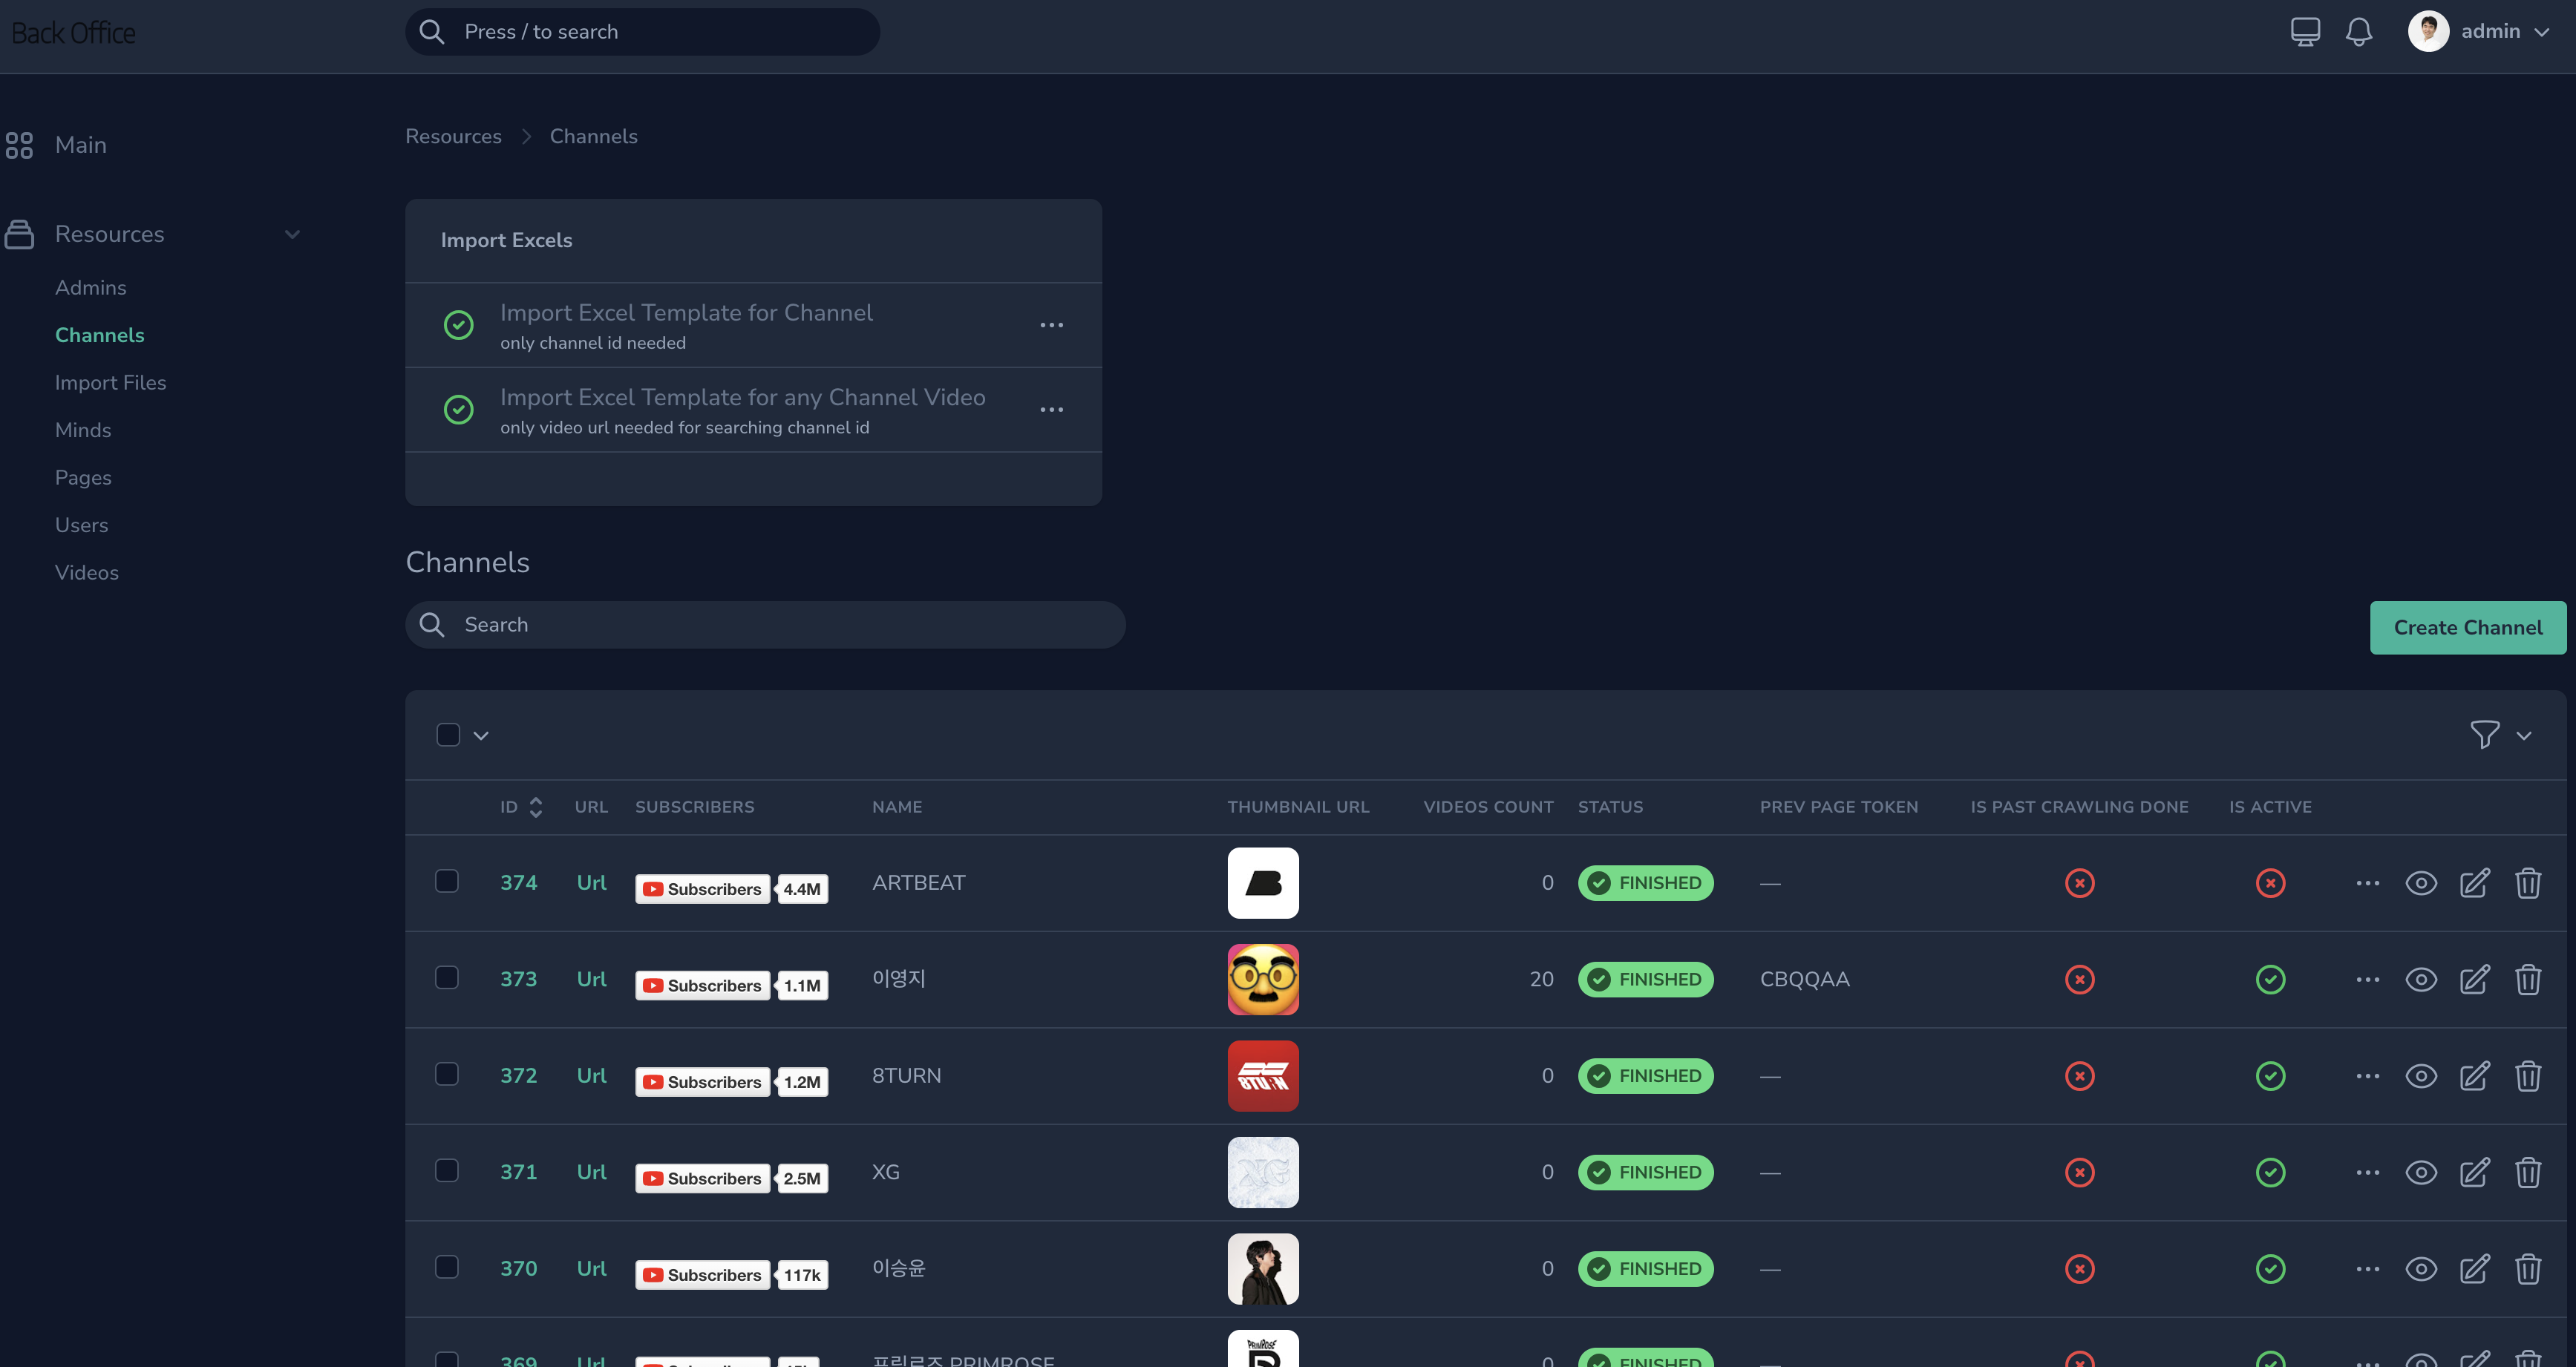 Back Office
Press / to search
admin
Main
Resources
Admins
Channels
Import Files
Minds
Pages
Users
Videos
Resources > Channels
Import Excels
Import Excel Template for Channel
only channel id needed
Import Excel Template for any Channel Video
only video url needed for searching channel id
Channels
Search
Create Channel
ID URL SUBSCRIBERS NAME THUMBNAIL URL VIDEOS COUNT STATUS PREV PAGE TOKEN IS PAST CRAWLING DONE IS ACTIVE
374 Url Subscribers 4.4M ARTBEAT 0 FINISHED —
373 Url Subscribers 1.1M 이영지 20 FINISHED CBQQAA
372 Url Subscribers 1.2M 8TURN 8TURN 0 FINISHED —
371 Url Subscribers 2.5M XG XG 0 FINISHED —
370 Url Subscribers 117k 이승윤 0 FINISHED —
369 Url Subscribers 프림로즈 PRIMROSE PRIMROSE 0 FINISHED —